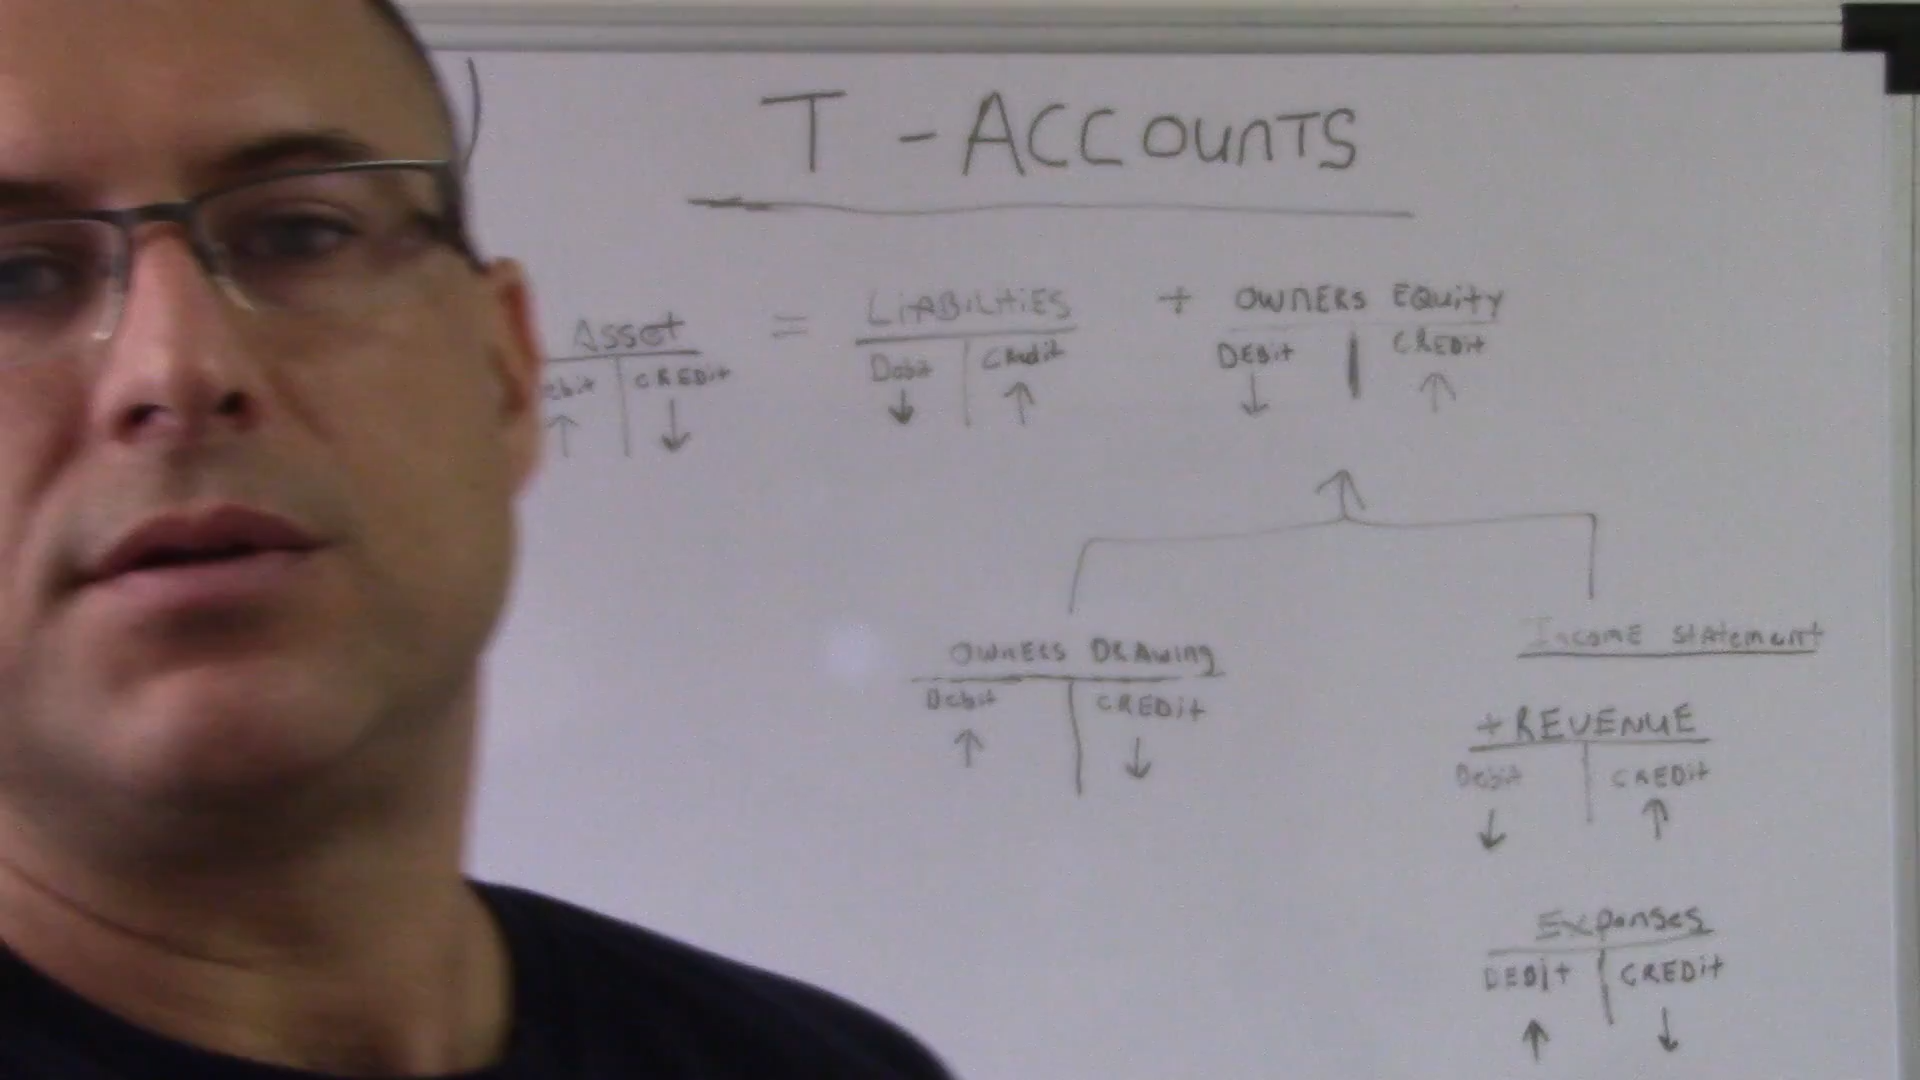 T - ACCOUNTS
Asset = LIABILITIES + OWNERS EQUITY
ebit CREDit Debit Credit DEBit CREDit
OWNERS DRAWing
Debit CREDit
Income Statement
+ REVENUE
Debit CREDit
Expenses
DEBit CREDit